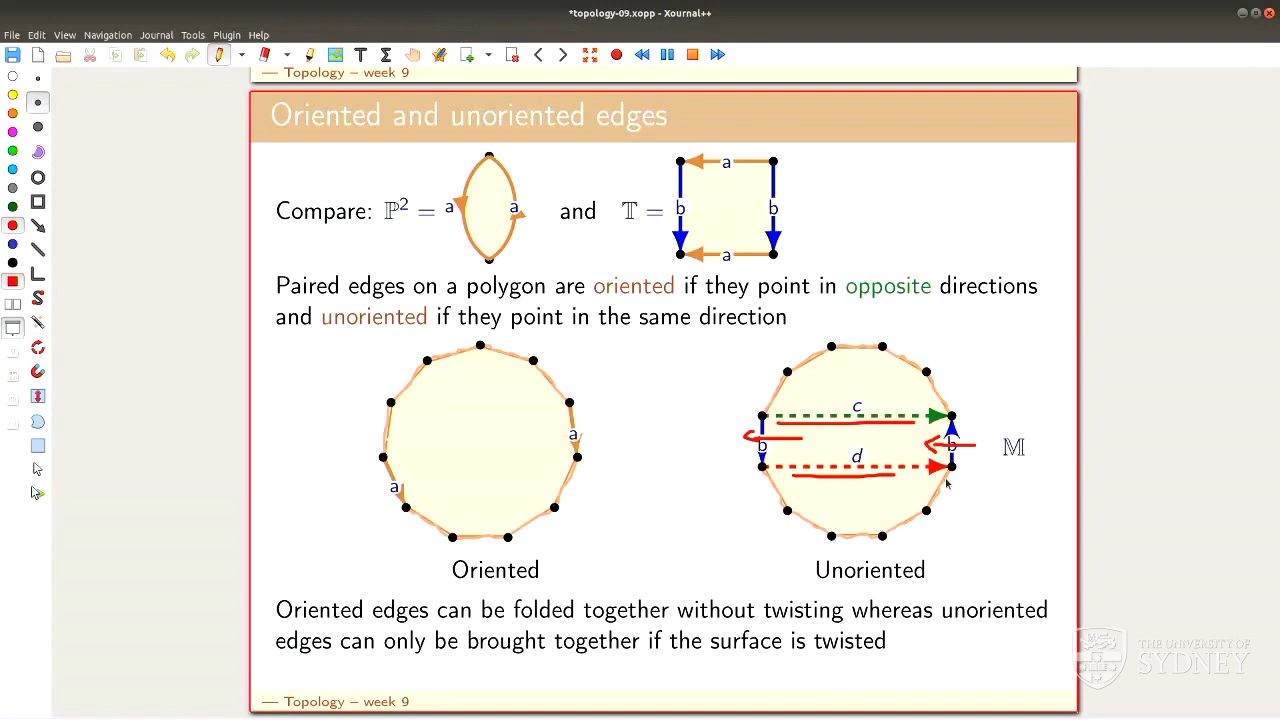 *topology-09.xopp - Xournal++
File Edit View Navigation Journal Tools Plugin Help
— Topology – week 9
Oriented and unoriented edges
Compare: ℙ² = a a and 𝕋 = a b b a
Paired edges on a polygon are oriented if they point in opposite directions
and unoriented if they point in the same direction
a
a
c
b b 𝕄
d
Oriented Unoriented
Oriented edges can be folded together without twisting whereas unoriented
edges can only be brought together if the surface is twisted
THE UNIVERSITY OF
SYDNEY
— Topology – week 9